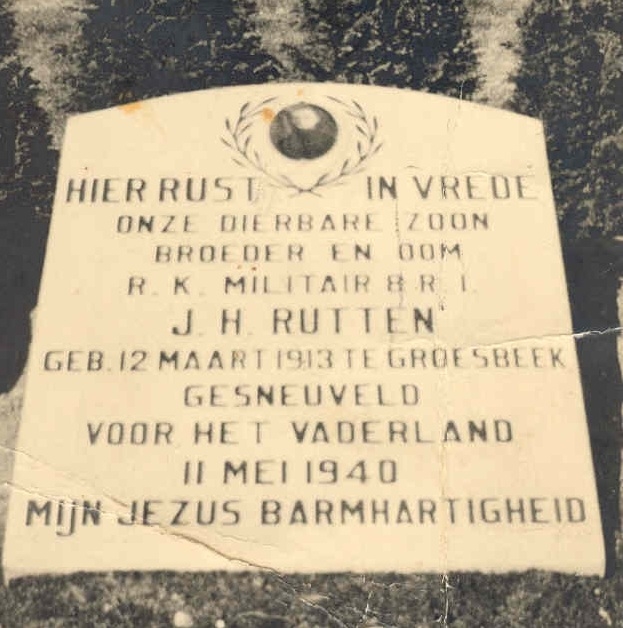 HIER RUST IN VREDE
ONZE DIERBARE ZOON
BROEDER EN OOM
R. K. MILITAIR 8 R. I.
J. H. RUTTEN
GEB. 12 MAART 1913 TE GROESBEEK
GESNEUVELD
VOOR HET VADERLAND
11 MEI 1940
MIJN JEZUS BARMHARTIGHEID